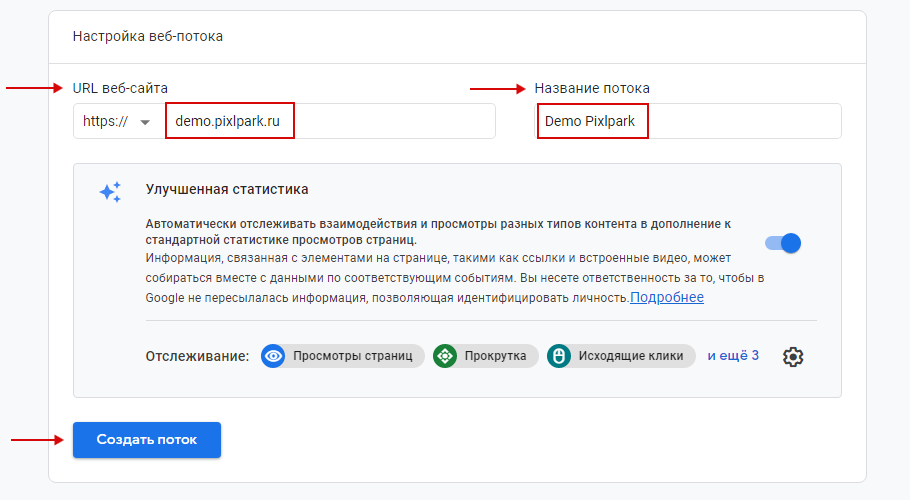 Настройка веб-потока
URL веб-сайта
Название потока
https://
demo.pixlpark.ru
Demo Pixlpark
Улучшенная статистика
Автоматически отслеживать взаимодействия и просмотры разных типов контента в дополнение к
стандартной статистике просмотров страниц.
Информация, связанная с элементами на странице, такими как ссылки и встроенные видео, может
собираться вместе с данными по соответствующим событиям. Вы несете ответственность за то, чтобы в
Google не пересылалась информация, позволяющая идентифицировать личность.Подробнее
Отслеживание: Просмотры страниц Прокрутка Исходящие клики и ещё 3
Создать поток